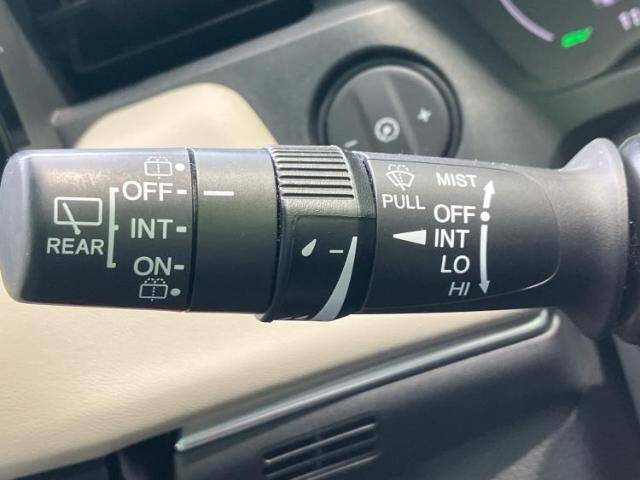 OFF
INT
ON
REAR
PULL
MIST
OFF
INT
LO
HI